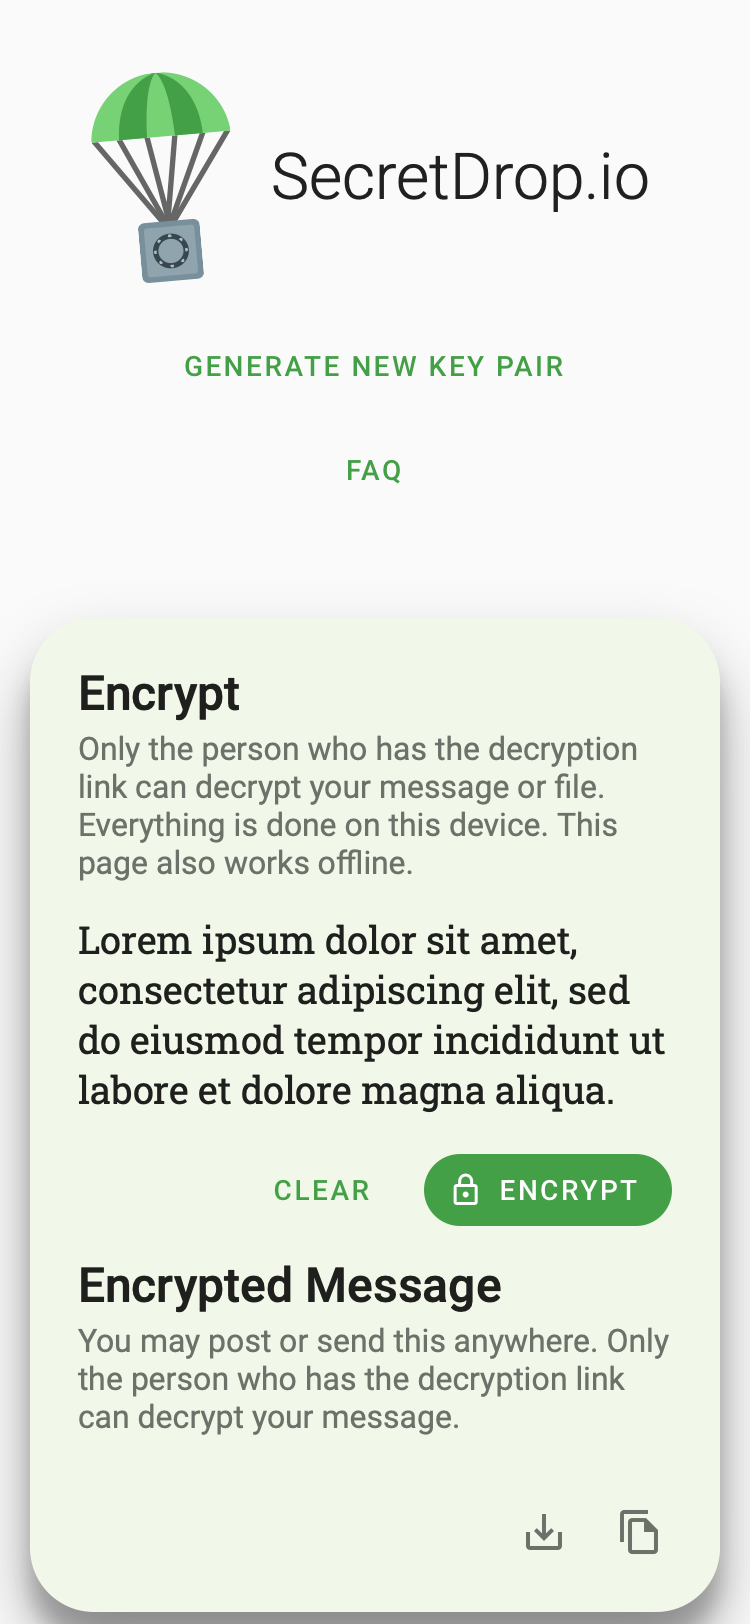 SecretDrop.io
GENERATE NEW KEY PAIR
FAQ
Encrypt
Only the person who has the decryption
link can decrypt your message or file.
Everything is done on this device. This
page also works offline.
Lorem ipsum dolor sit amet,
consectetur adipiscing elit, sed
do eiusmod tempor incididunt ut
labore et dolore magna aliqua.
CLEAR
ENCRYPT
Encrypted Message
You may post or send this anywhere. Only
the person who has the decryption link
can decrypt your message.